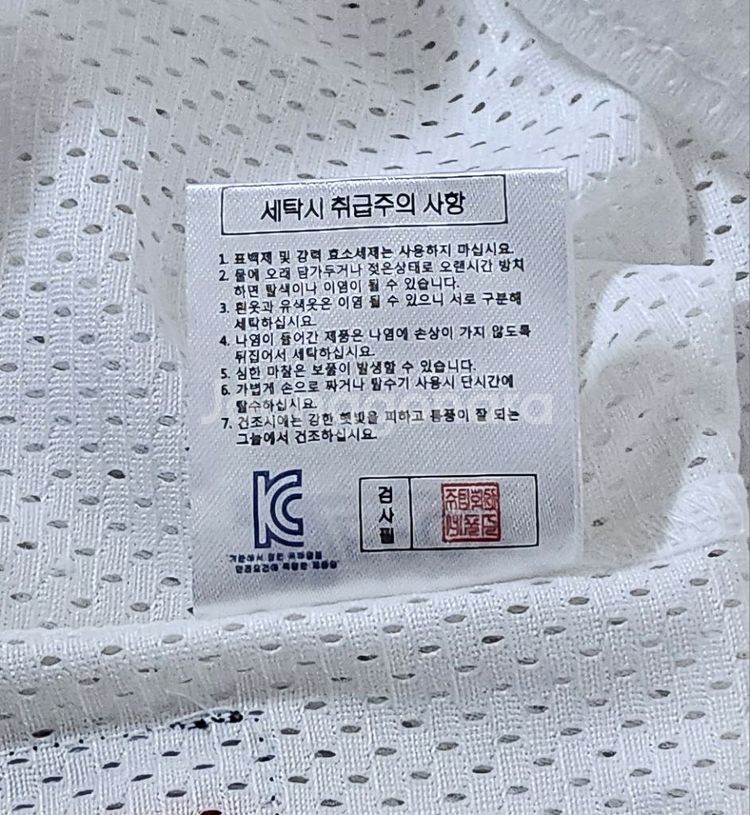 세탁시 취급주의 사항
1. 표백제 및 강력 효소세제는 사용하지 마십시요.
2. 물에 오래 담가두거나 젖은상태로 오랜시간 방치
하면 탈색이나 이염이 될 수 있습니다.
3. 흰옷과 유색옷은 이염 될 수 있으니 서로 구분해
세탁하십시요.
4. 나염이 들어간 제품은 나염에 손상이 가지 않도록
뒤집어서 세탁하십시요.
5. 심한 마찰은 보풀이 발생할 수 있습니다.
6. 가볍게 손으로 짜거나 탈수기 사용시 단시간에
탈수하십시요.
7. 건조시에는 강한 햇빛을 피하고 통풍이 잘 되는
그늘에서 건조하십시요.
KC
검사필